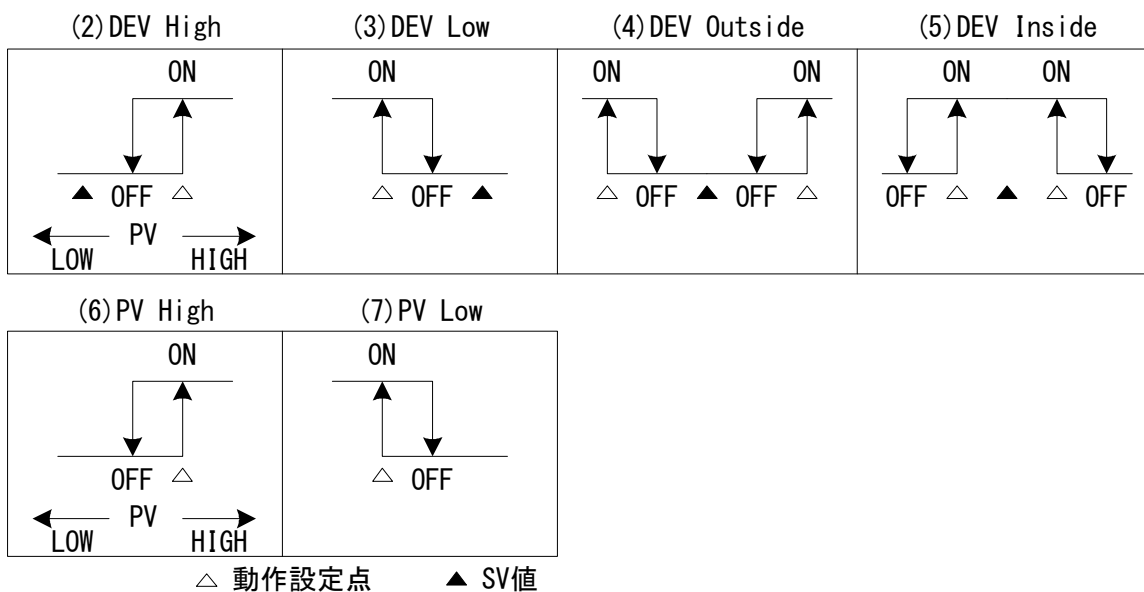 (2)DEV High (3)DEV Low (4)DEV Outside (5)DEV Inside
ON ON ON ON ON ON
▲ OFF △ △ OFF ▲ △ OFF ▲ OFF △ OFF △ ▲ △ OFF
PV
LOW HIGH
(6)PV High (7)PV Low
ON ON
OFF △ △ OFF
PV
LOW HIGH
△ 動作設定点 ▲ SV値